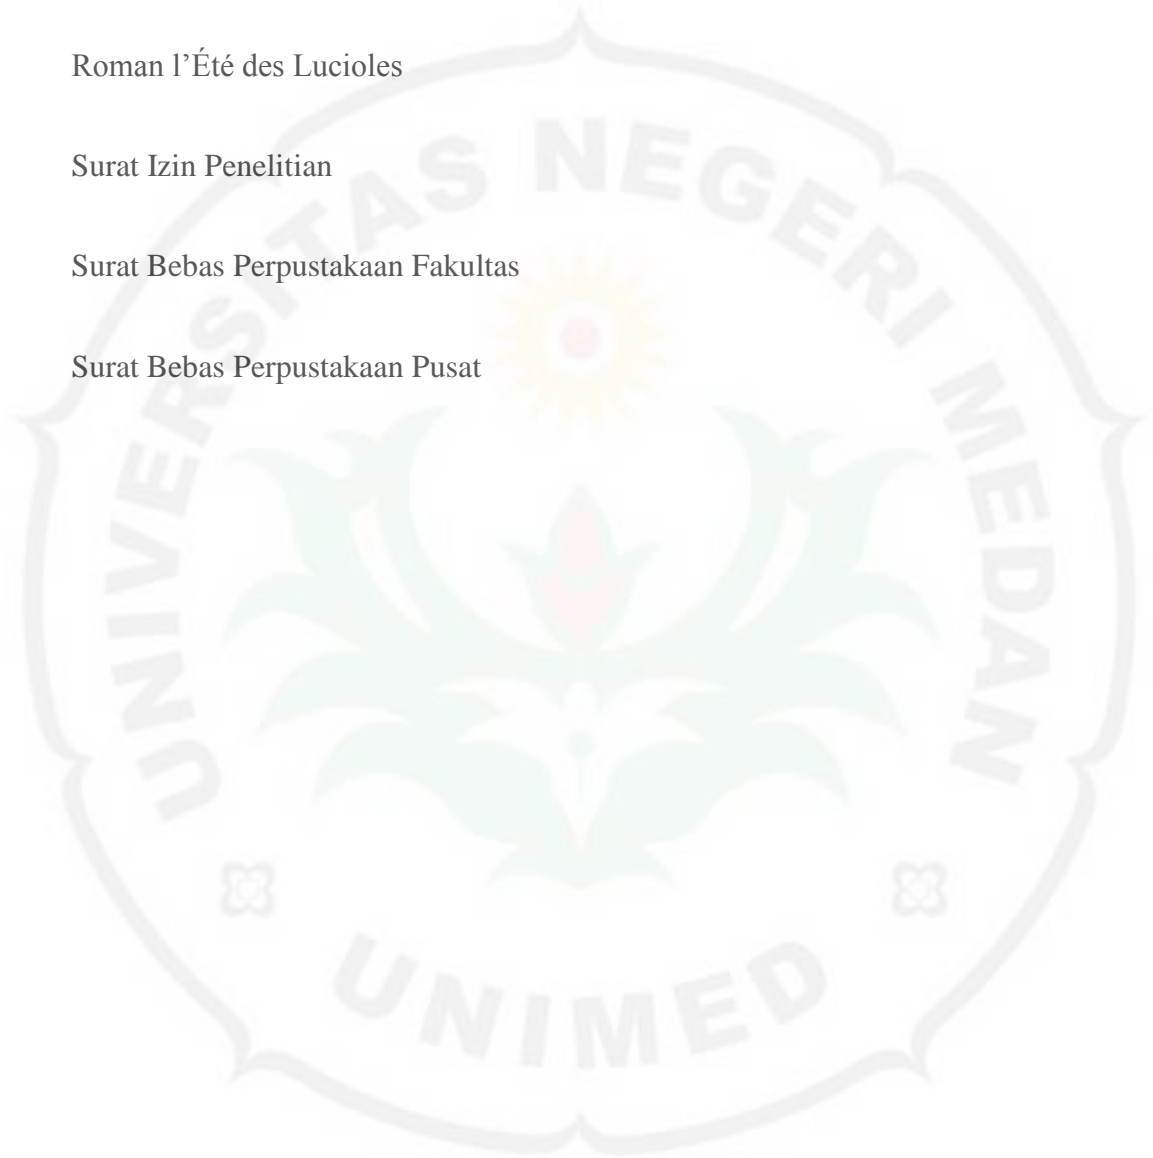 Roman l’Été des Lucioles
Surat Izin Penelitian
Surat Bebas Perpustakaan Fakultas
Surat Bebas Perpustakaan Pusat
UNIVERSITAS NEGERI MEDAN
UNIMED